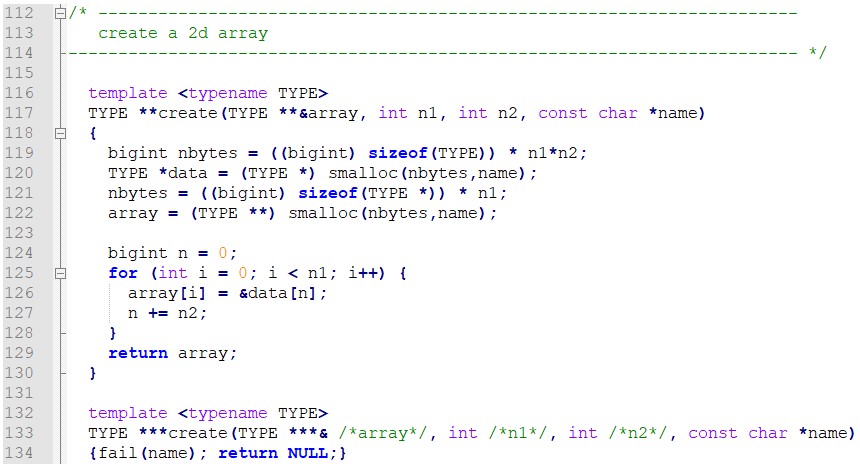 112 /* ----------------------------------------------------------------------
113 create a 2d array
114 ------------------------------------------------------------------------- */
115
116 template <typename TYPE>
117 TYPE **create(TYPE **&array, int n1, int n2, const char *name)
118 {
119 bigint nbytes = ((bigint) sizeof(TYPE)) * n1*n2;
120 TYPE *data = (TYPE *) smalloc(nbytes,name);
121 nbytes = ((bigint) sizeof(TYPE *)) * n1;
122 array = (TYPE **) smalloc(nbytes,name);
123
124 bigint n = 0;
125 for (int i = 0; i < n1; i++) {
126 array[i] = &data[n];
127 n += n2;
128 }
129 return array;
130 }
131
132 template <typename TYPE>
133 TYPE ***create(TYPE ***& /*array*/, int /*n1*/, int /*n2*/, const char *name)
134 {fail(name); return NULL;}